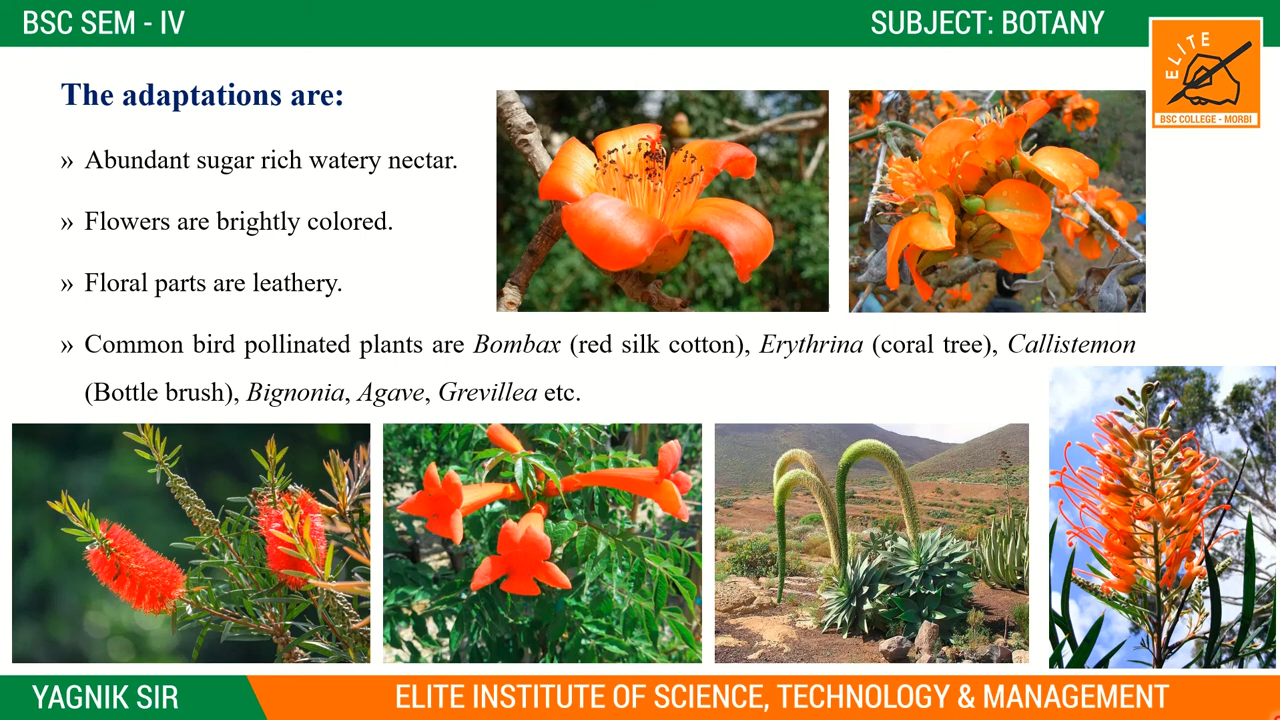 BSC SEM - IV
SUBJECT: BOTANY
ELITE
BSC COLLEGE - MORBI
The adaptations are:
» Abundant sugar rich watery nectar.
» Flowers are brightly colored.
» Floral parts are leathery.
» Common bird pollinated plants are Bombax (red silk cotton), Erythrina (coral tree), Callistemon
(Bottle brush), Bignonia, Agave, Grevillea etc.
YAGNIK SIR
ELITE INSTITUTE OF SCIENCE, TECHNOLOGY & MANAGEMENT